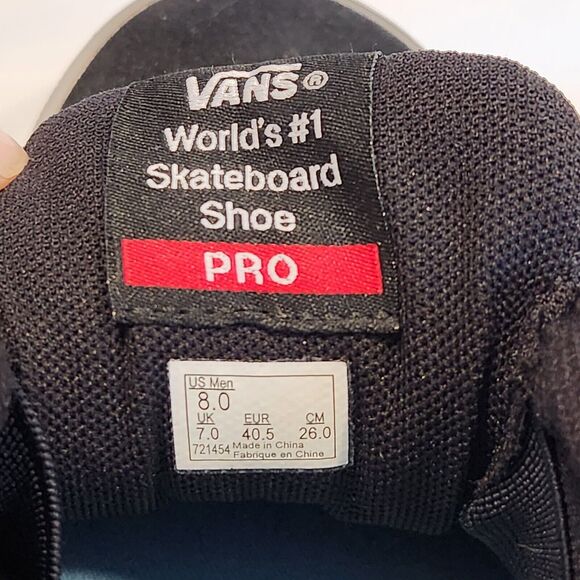 VANS®
World's #1
Skateboard
Shoe
PRO
US Men
8.0
UK EUR CM
7.0 40.5 26.0
721454 Made in China
Fabrique en Chine